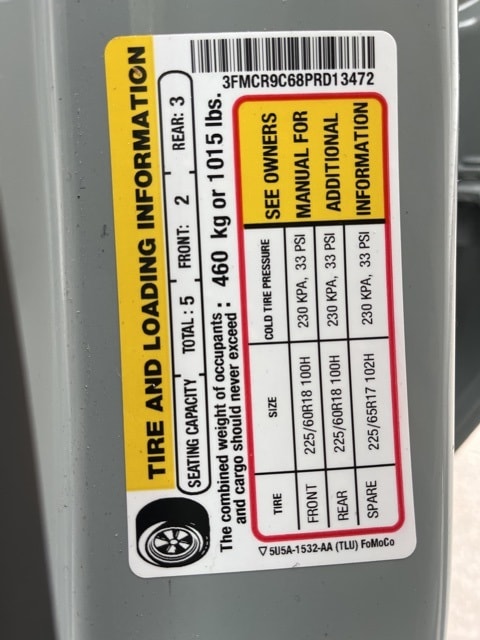 3FMCR9C68PRD13472
TIRE AND LOADING INFORMATION
SEATING CAPACITY TOTAL : 5 FRONT: 2 REAR: 3
The combined weight of occupants : 460 kg or 1015 lbs.
and cargo should never exceed :
TIRE SIZE COLD TIRE PRESSURE
FRONT 225/60R18 100H 230 KPA, 33 PSI
REAR 225/60R18 100H 230 KPA, 33 PSI
SPARE 225/65R17 102H 230 KPA, 33 PSI
SEE OWNERS
MANUAL FOR
ADDITIONAL
INFORMATION
▽ 5U5A-1532-AA (TLU) FoMoCo